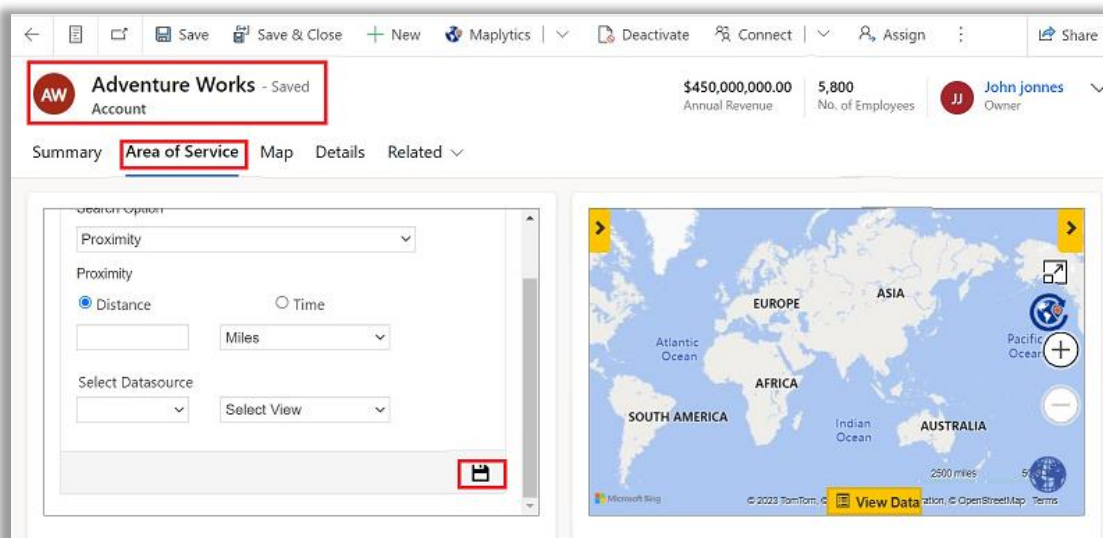 Save
Save & Close
New
Maplytics
Deactivate
Connect
Assign
Share
AW
Adventure Works - Saved
Account
$450,000,000.00
Annual Revenue
5,800
No. of Employees
JJ
John jonnes
Owner
Summary
Area of Service
Map
Details
Related
Search Option
Proximity
Proximity
Distance
Time
Miles
Select Datasource
Select View
EUROPE
ASIA
Atlantic
Ocean
Pacific
Ocean
AFRICA
SOUTH AMERICA
Indian
Ocean
AUSTRALIA
2500 miles
Microsoft Bing
© 2023 TomTom,
View Data
© OpenStreetMap
Terms